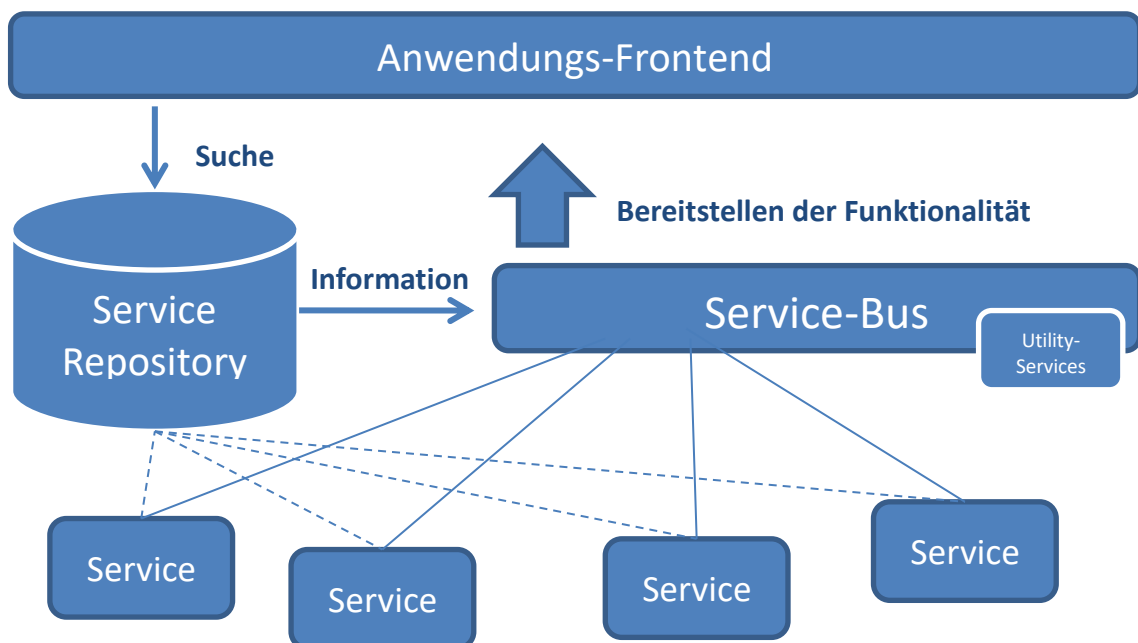 Anwendungs-Frontend
Suche
Bereitstellen der Funktionalität
Information
Service
Repository
Service-Bus
Utility-
Services
Service
Service
Service
Service